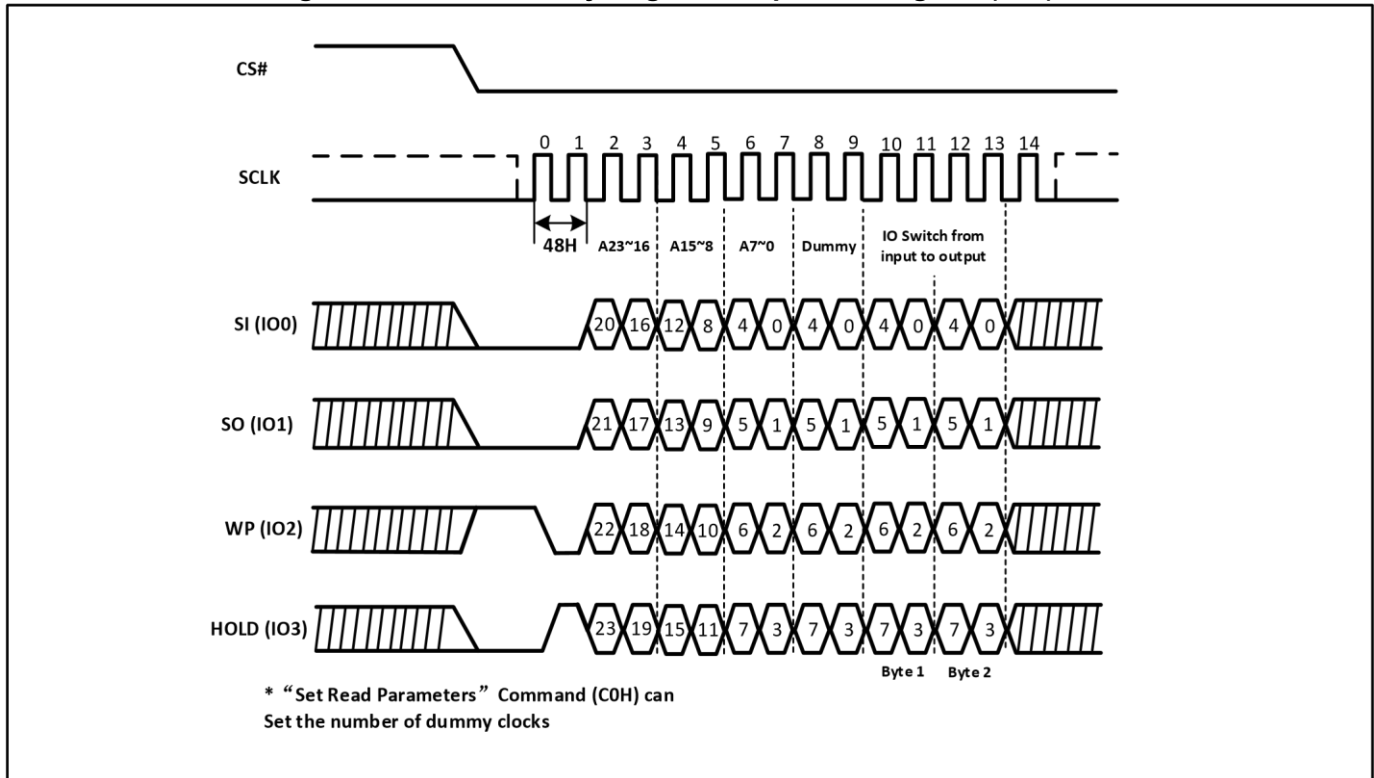 CS#
0 1 2 3 4 5 6 7 8 9 10 11 12 13 14
SCLK
48H A23~16 A15~8 A7~0 Dummy IO Switch from
input to output
SI (IO0) 20 16 12 8 4 0 4 0 4 0 4 0
SO (IO1) 21 17 13 9 5 1 5 1 5 1 5 1
WP (IO2) 22 18 14 10 6 2 6 2 6 2 6 2
HOLD (IO3) 23 19 15 11 7 3 7 3 7 3 7 3
Byte 1 Byte 2
* “Set Read Parameters” Command (C0H) can
Set the number of dummy clocks